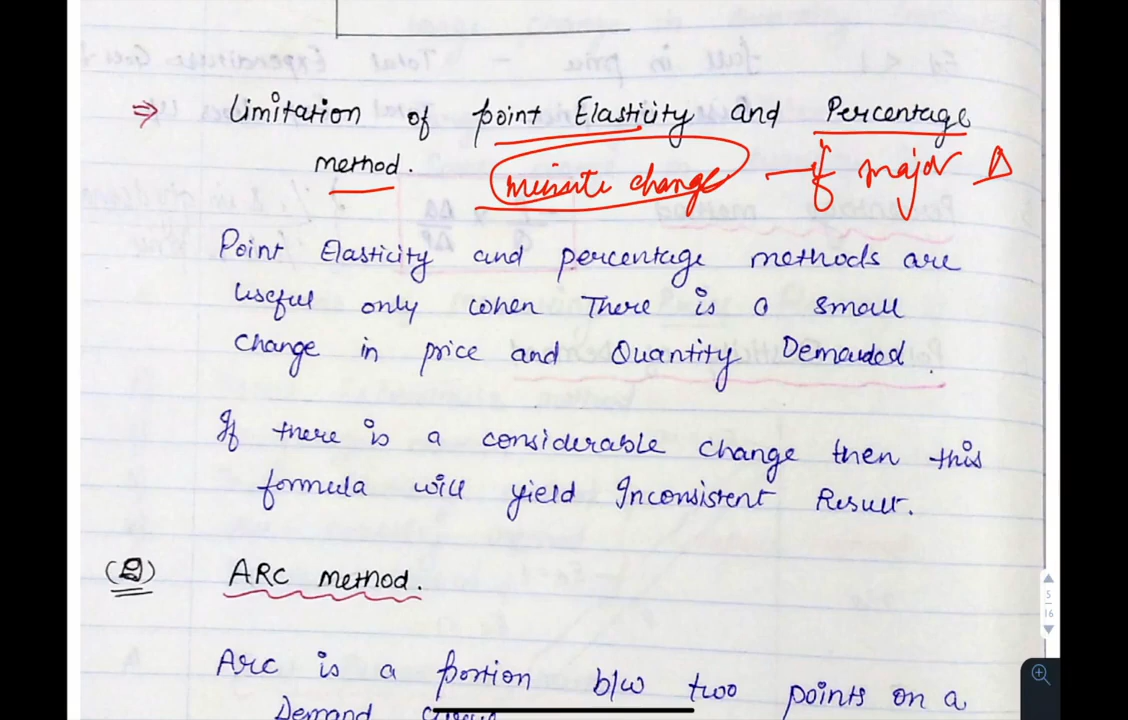 ⇒ Limitation of point Elasticity and Percentage
method. minute change → if major Δ
Point Elasticity and percentage methods are
useful only when There is a small
change in price and Quantity Demanded.
If there is a considerable change then this
formula will yield Inconsistent Result.
ARC method.
Arc is a portion b/w two points on a
Demand
5
16